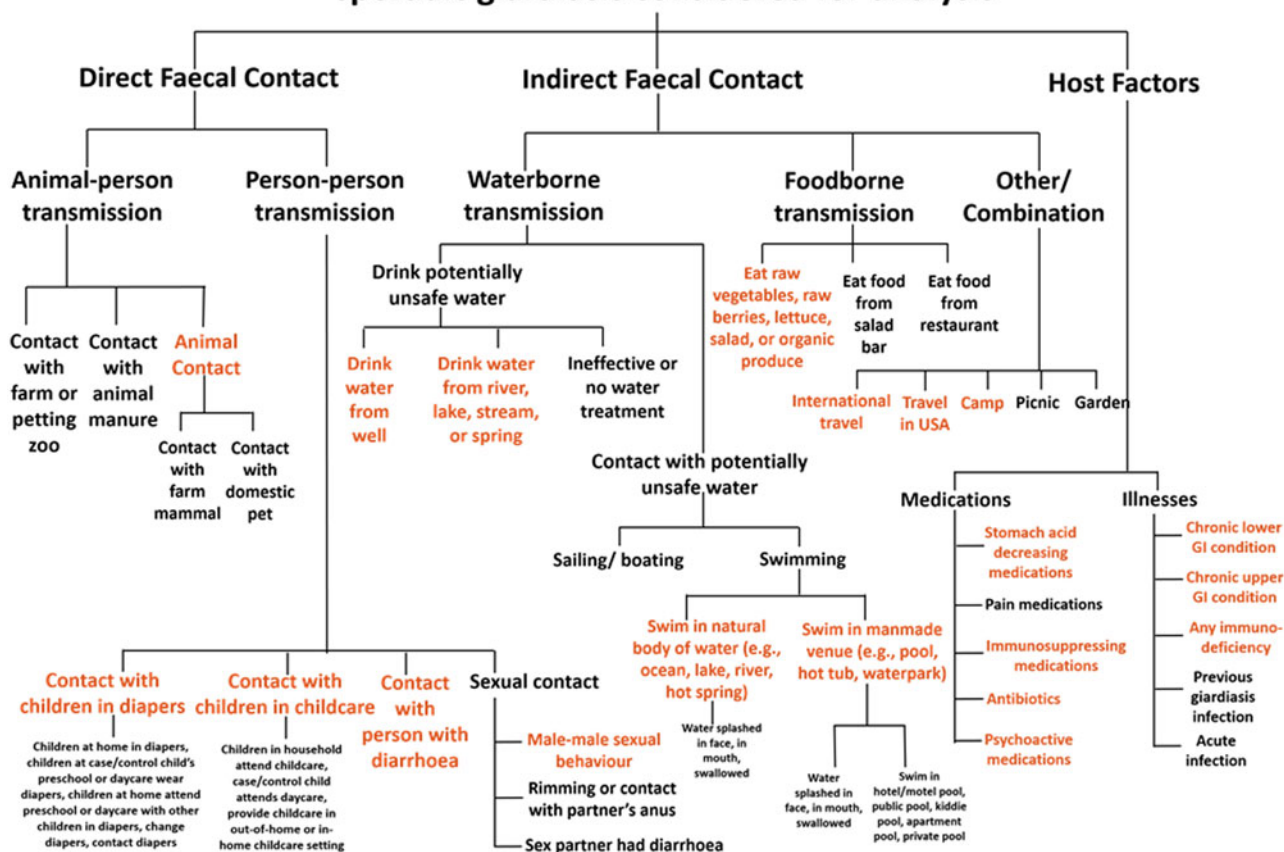 Direct Faecal Contact
Indirect Faecal Contact
Host Factors
Animal-person
transmission
Person-person
transmission
Waterborne
transmission
Foodborne
transmission
Other/
Combination
Contact
with
farm or
petting
zoo
Contact
with
animal
manure
Animal
Contact
Contact
with
farm
mammal
Contact
with
domestic
pet
Drink potentially
unsafe water
Drink
water
from
well
Drink water
from river,
lake, stream,
or spring
Ineffective or
no water
treatment
Eat raw
vegetables, raw
berries, lettuce,
salad, or organic
produce
Eat food
from
salad
bar
Eat food
from
restaurant
International
travel
Travel
in USA
Camp
Picnic
Garden
Contact with potentially
unsafe water
Sailing/ boating
Swimming
Swim in natural
body of water (e.g.,
ocean, lake, river,
hot spring)
Water splashed
in face, in
mouth,
swallowed
Swim in manmade
venue (e.g., pool,
hot tub, waterpark)
Water
splashed in
face, in mouth,
swallowed
Swim in
hotel/motel pool,
public pool, kiddie
pool, apartment
pool, private pool
Medications
Stomach acid
decreasing
medications
Pain medications
Immunosuppressing
medications
Antibiotics
Psychoactive
medications
Illnesses
Chronic lower
GI condition
Chronic upper
GI condition
Any immuno-
deficiency
Previous
giardiasis
infection
Acute
infection
Contact with
children in diapers
Children at home in diapers,
children at case/control child's
preschool or daycare wear
diapers, children at home attend
preschool or daycare with other
children in diapers, change
diapers, contact diapers
Contact with
children in childcare
Children in household
attend childcare,
case/control child
attends daycare,
provide childcare in
out-of-home or in-
home childcare setting
Contact
with
person with
diarrhoea
Sexual contact
Male-male sexual
behaviour
Rimming or contact
with partner's anus
Sex partner had diarrhoea